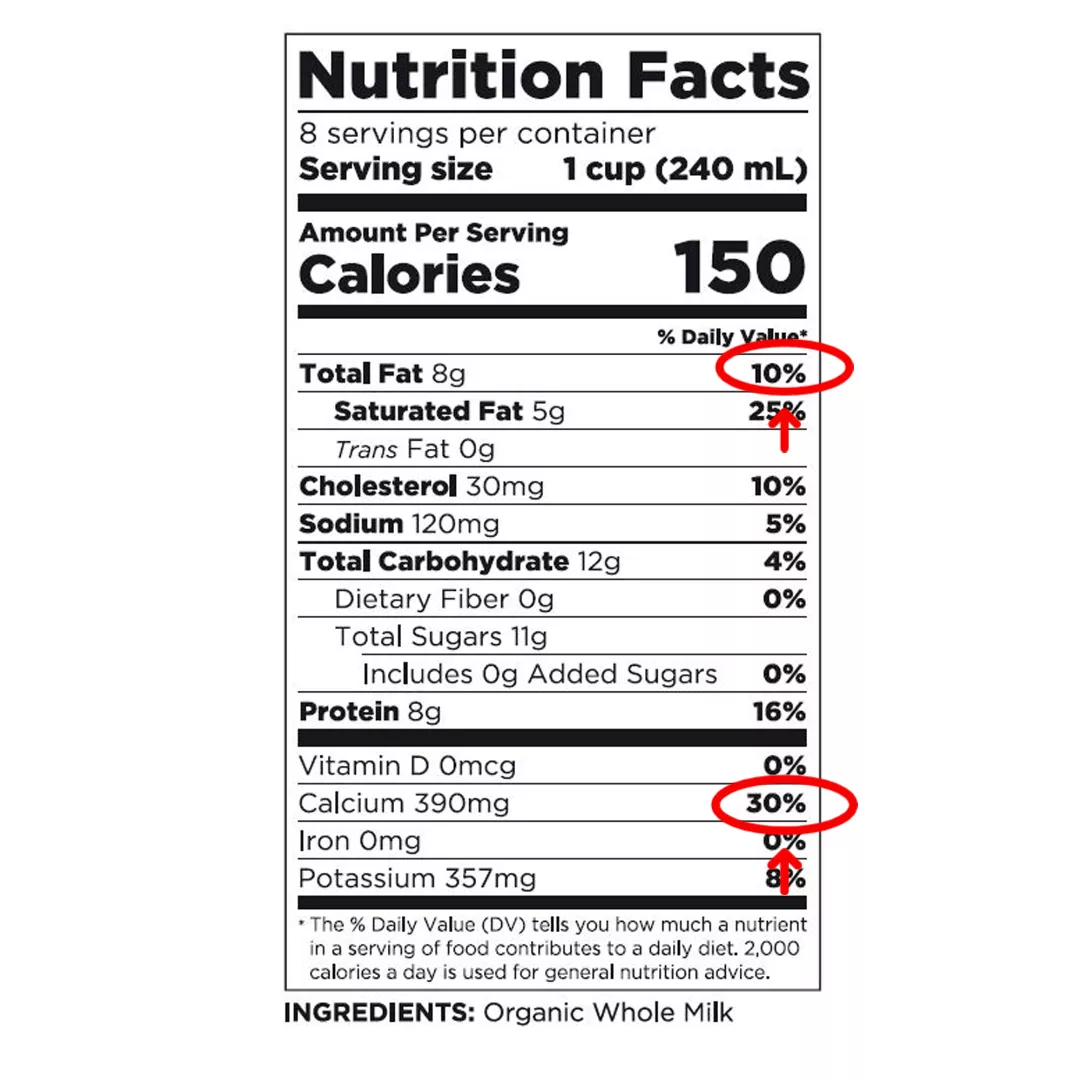 Nutrition Facts
8 servings per container
Serving size 1 cup (240 mL)
Amount Per Serving
Calories 150
% Daily Value*
Total Fat 8g 10%
Saturated Fat 5g 25%
Trans Fat 0g
Cholesterol 30mg 10%
Sodium 120mg 5%
Total Carbohydrate 12g 4%
Dietary Fiber 0g 0%
Total Sugars 11g
Includes 0g Added Sugars 0%
Protein 8g 16%
Vitamin D 0mcg 0%
Calcium 390mg 30%
Iron 0mg 0%
Potassium 357mg 8%
* The % Daily Value (DV) tells you how much a nutrient
in a serving of food contributes to a daily diet. 2,000
calories a day is used for general nutrition advice.
INGREDIENTS: Organic Whole Milk